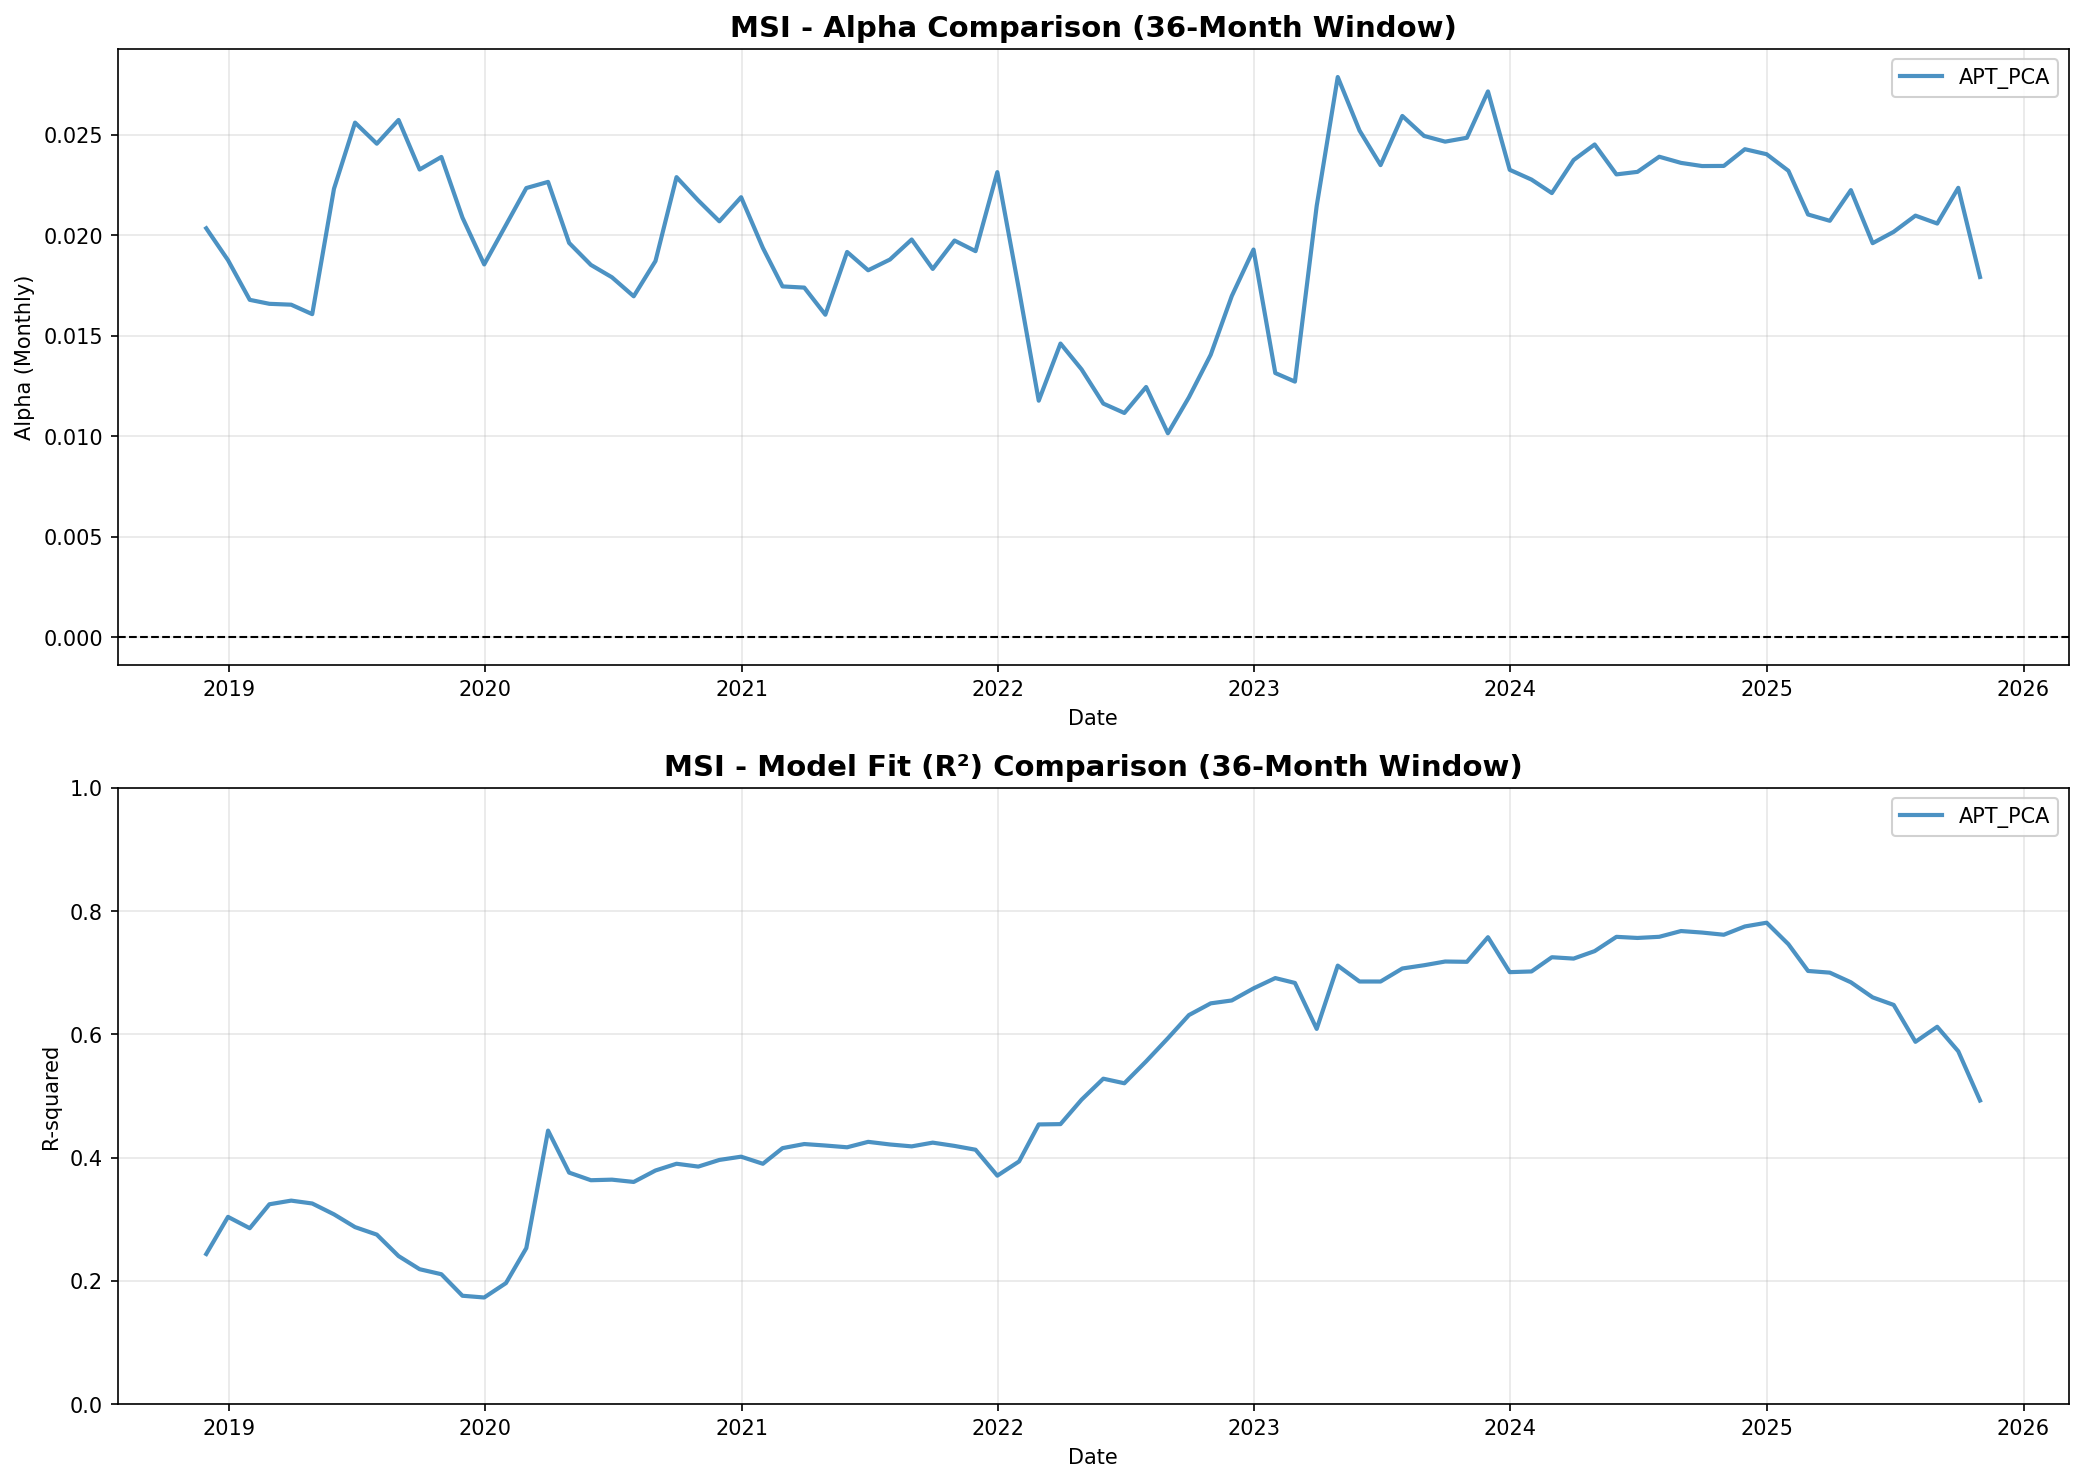 MSI - Alpha Comparison (36-Month Window)
APT_PCA
0.025
0.020
0.015
0.010
0.005
0.000
Alpha (Monthly)
2019 2020 2021 2022 2023 2024 2025 2026
Date
MSI - Model Fit (R²) Comparison (36-Month Window)
APT_PCA
1.0
0.8
0.6
0.4
0.2
0.0
R-squared
2019 2020 2021 2022 2023 2024 2025 2026
Date